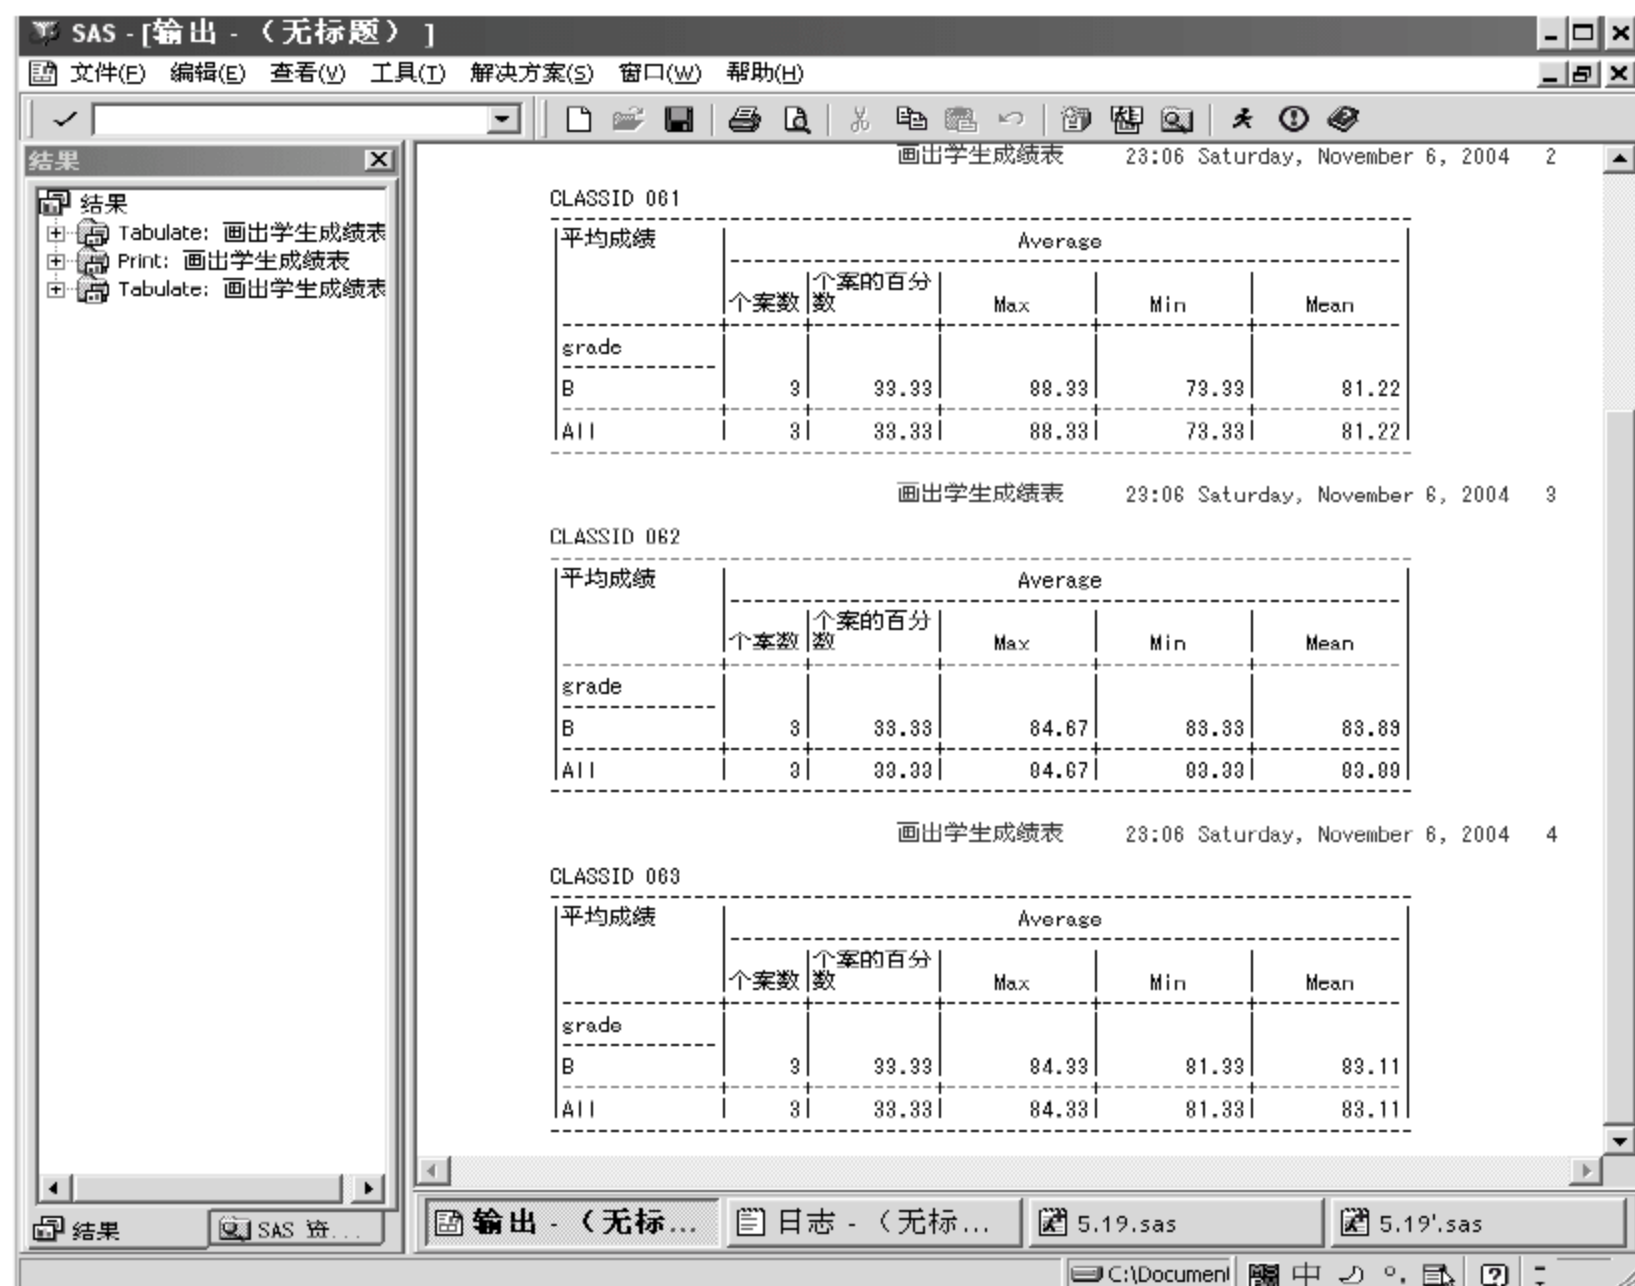 SAS - [输出 - （无标题） ]
文件(F) 编辑(E) 查看(V) 工具(T) 解决方案(S) 窗口(W) 帮助(H)
结果
结果
Tabulate: 画出学生成绩表
Print: 画出学生成绩表
Tabulate: 画出学生成绩表
画出学生成绩表 23:06 Saturday, November 6, 2004 2
CLASSID 061
平均成绩 Average
个案的百分
个案数 数 Max Min Mean
grade
B 3 33.33 88.33 73.33 81.22
All 3 33.33 88.33 73.33 81.22
画出学生成绩表 23:06 Saturday, November 6, 2004 3
CLASSID 062
平均成绩 Average
个案的百分
个案数 数 Max Min Mean
grade
B 3 33.33 84.67 83.33 83.89
All 3 33.33 84.67 83.33 83.89
画出学生成绩表 23:06 Saturday, November 6, 2004 4
CLASSID 063
平均成绩 Average
个案的百分
个案数 数 Max Min Mean
grade
B 3 33.33 84.33 81.33 83.11
All 3 33.33 84.33 81.33 83.11
结果 SAS 资...
输出 - （无标... 日志 - （无标... 5.19.sas 5.19'.sas
C:\Document 中